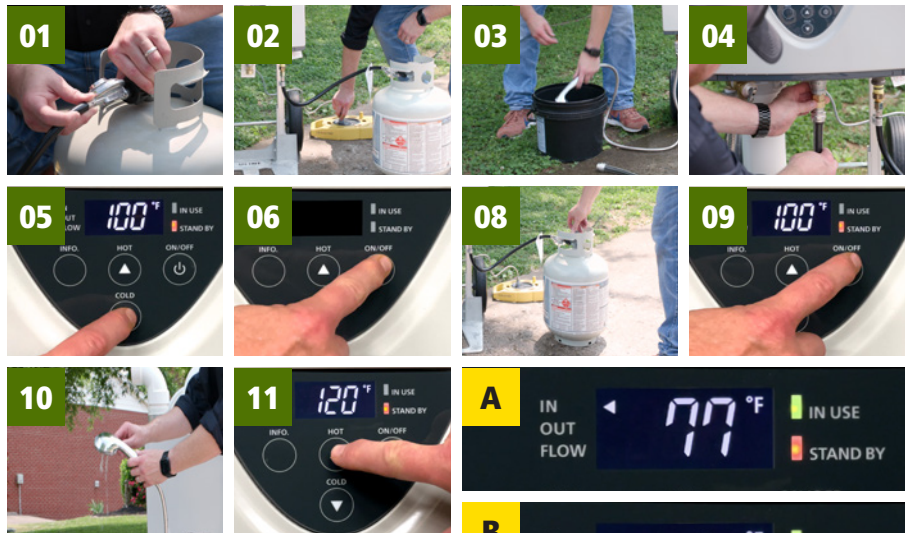 01
02
03
04
05
OUT
100 °F
IN USE
STAND BY
INFO.
HOT
ON/OFF
COLD
06
IN USE
STAND BY
INFO.
HOT
ON/OFF
08
09
100 °F
IN USE
STAND BY
INFO.
HOT
ON/OFF
10
11
120 °F
IN USE
STAND BY
INFO.
HOT
ON/OFF
COLD
A
IN
OUT
FLOW
77 °F
IN USE
STAND BY
B